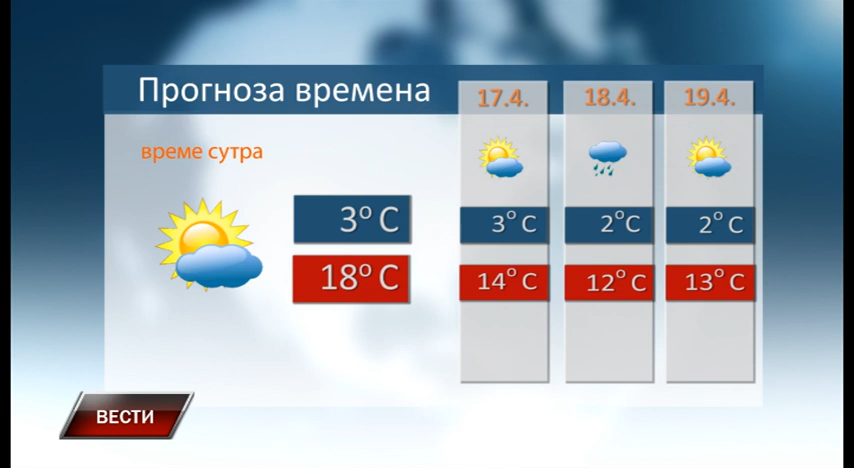 Прогноза времена
време сутра
3° C
18° C
17.4.
18.4.
19.4.
3° C
2°C
2° C
14° C
12° C
13° C
ВЕСТИ